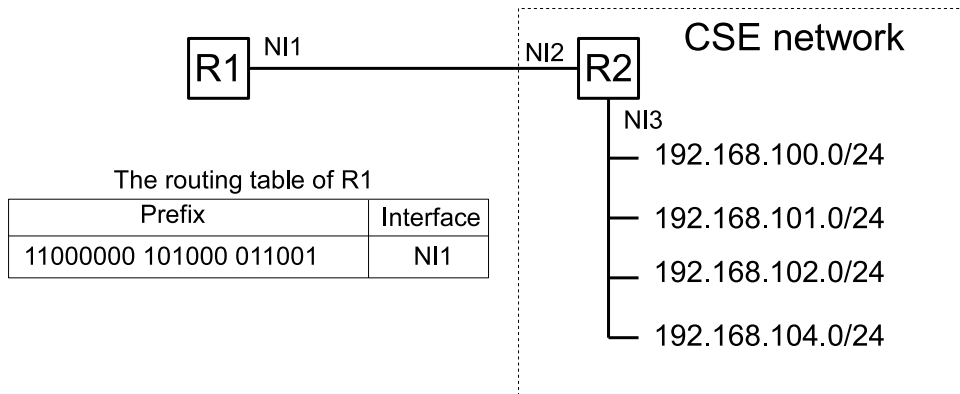 CSE network
R1
NI1
NI2
R2
NI3
192.168.100.0/24
192.168.101.0/24
192.168.102.0/24
192.168.104.0/24
The routing table of R1
Prefix Interface
11000000 101000 011001 NI1